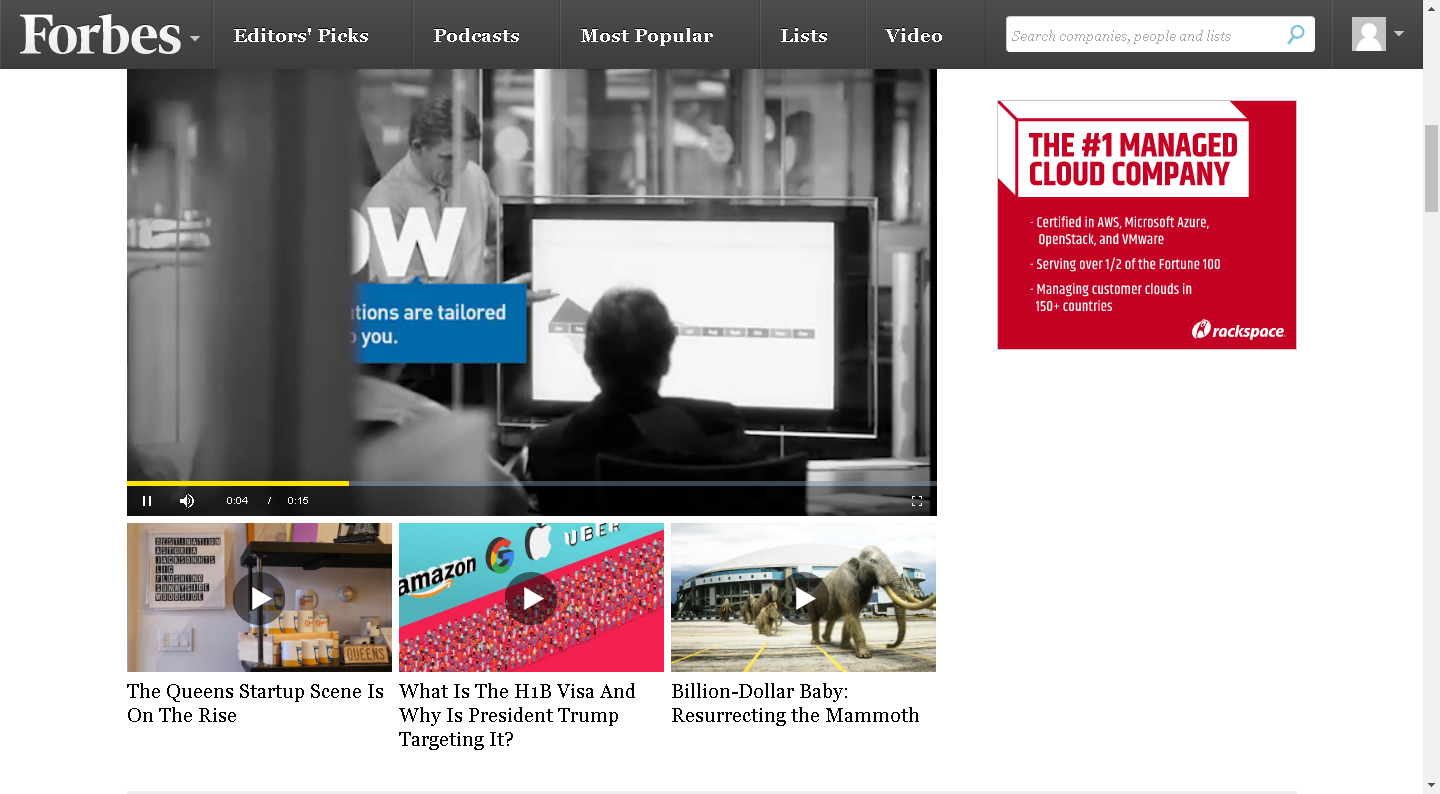 Forbes
Editors' Picks
Podcasts
Most Popular
Lists
Video
Search companies, people and lists
THE #1 MANAGED
CLOUD COMPANY
- Certified in AWS, Microsoft Azure,
OpenStack, and VMware
- Serving over 1/2 of the Fortune 100
- Managing customer clouds in
150+ countries
rackspace
OW
tions are tailored
you.
0:04 / 0:15
DESTINATION
ASTORIA
JACKSON HTS
LIC
FLUSHING
SUNNYSIDE
WOODSIDE
QUEENS
amazon
G
UBER
The Queens Startup Scene Is
On The Rise
What Is The H1B Visa And
Why Is President Trump
Targeting It?
Billion-Dollar Baby:
Resurrecting the Mammoth